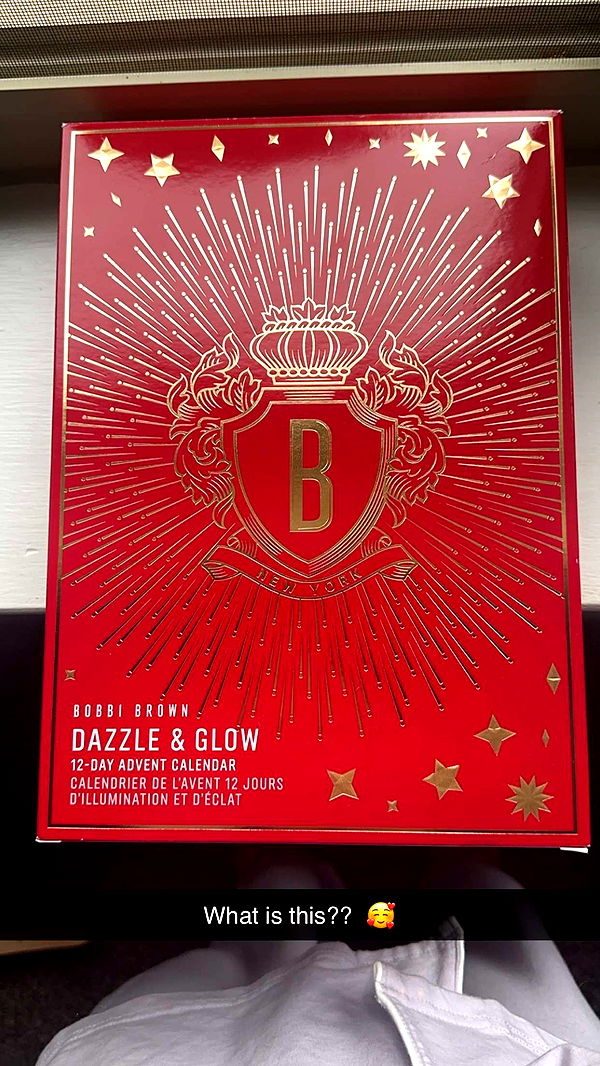 B
NEW YORK
BOBBI BROWN
DAZZLE & GLOW
12-DAY ADVENT CALENDAR
CALENDRIER DE L'AVENT 12 JOURS
D'ILLUMINATION ET D'ÉCLAT
What is this?? 🥰